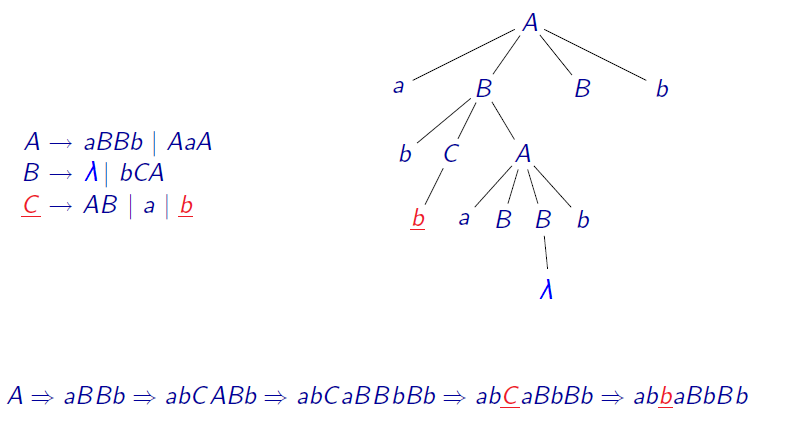 A
a B B b
A → aBBb | AaA
b C A
B → λ | bCA
C → AB | a | b
b a B B b
λ
A ⇒ aBBb ⇒ abCABb ⇒ abCaBBbBb ⇒ abCaBbBb ⇒ abbaBbBb